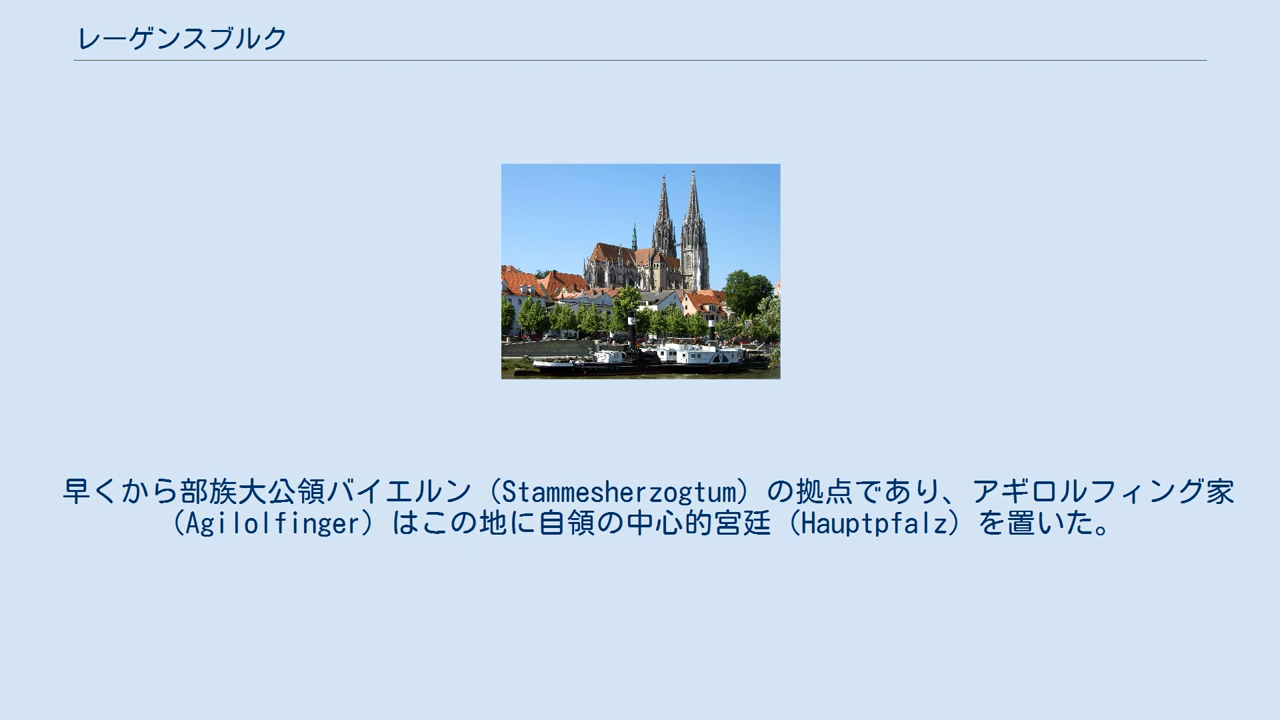 レーゲンスブルク
早くから部族大公領バイエルン（Stammesherzogtum）の拠点であり、アギロルフィング家
（Agilolfinger）はこの地に自領の中心的宮廷（Hauptpfalz）を置いた。